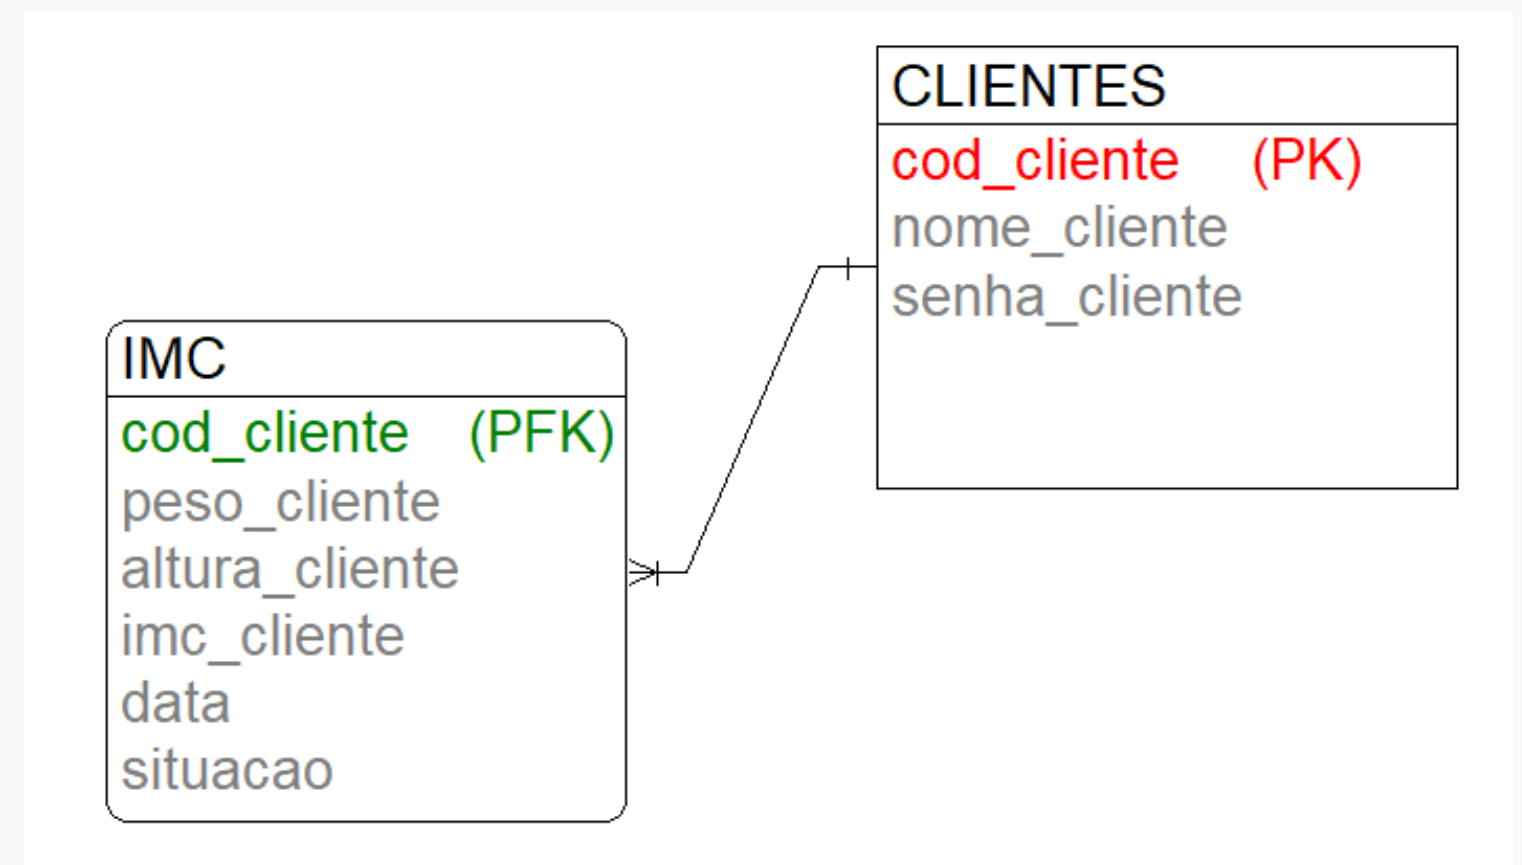 CLIENTES
cod_cliente (PK)
nome_cliente
senha_cliente
IMC
cod_cliente (PFK)
peso_cliente
altura_cliente
imc_cliente
data
situacao